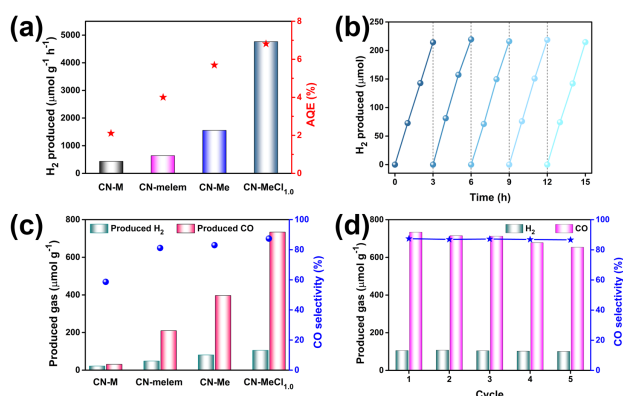 (a)
H₂ produced (μmol g⁻¹ h⁻¹)
5000
4000
3000
2000
1000
0
8
6
4
2
0
AQE (%)
CN-M CN-melem CN-Me CN-MeCl₁.₀
(b)
H₂ produced (μmol)
250
200
150
100
50
0
0 3 6 9 12 15
Time (h)
(c)
Produced gas (μmol g⁻¹)
800
600
400
200
0
Produced H₂ Produced CO
100
80
60
40
20
0
CO selectivity (%)
CN-M CN-melem CN-Me CN-MeCl₁.₀
(d)
Produced gas (μmol g⁻¹)
800
600
400
200
0
H₂ CO
100
80
60
40
20
0
CO selectivity (%)
1 2 3 4 5
Cycle